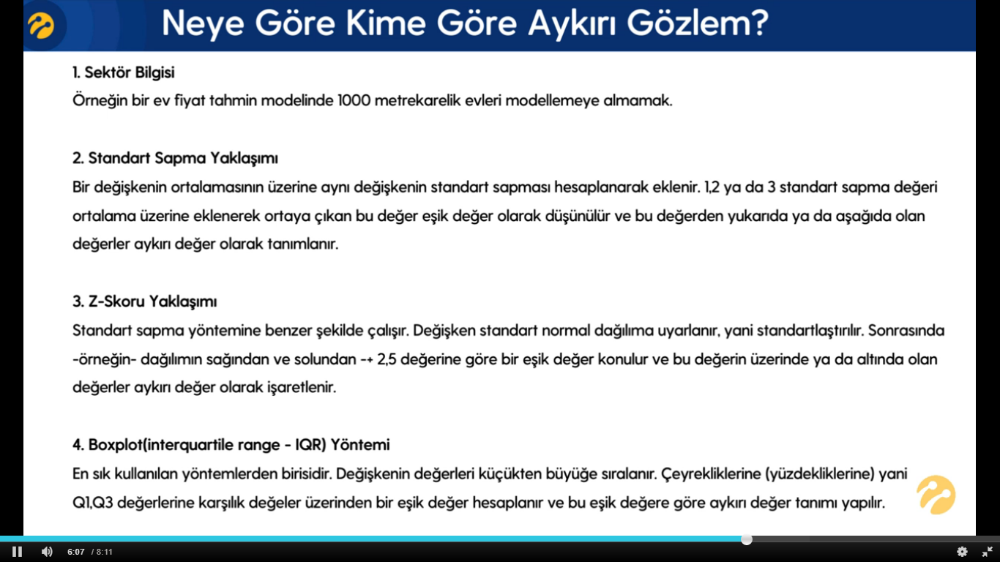 Neye Göre Kime Göre Aykırı Gözlem?
1. Sektör Bilgisi
Örneğin bir ev fiyat tahmin modelinde 1000 metrekarelik evleri modellemeye almamak.
2. Standart Sapma Yaklaşımı
Bir değişkenin ortalamasının üzerine aynı değişkenin standart sapması hesaplanarak eklenir. 1,2 ya da 3 standart sapma değeri
ortalama üzerine eklenerek ortaya çıkan bu değer eşik değer olarak düşünülür ve bu değerden yukarıda ya da aşağıda olan
değerler aykırı değer olarak tanımlanır.
3. Z-Skoru Yaklaşımı
Standart sapma yöntemine benzer şekilde çalışır. Değişken standart normal dağılıma uyarlanır, yani standartlaştırılır. Sonrasında
-örneğin- dağılımın sağından ve solundan -+ 2,5 değerine göre bir eşik değer konulur ve bu değerin üzerinde ya da altında olan
değerler aykırı değer olarak işaretlenir.
4. Boxplot(interquartile range - IQR) Yöntemi
En sık kullanılan yöntemlerden birisidir. Değişkenin değerleri küçükten büyüğe sıralanır. Çeyrekliklerine (yüzdekliklerine) yani
Q1,Q3 değerlerine karşılık değeler üzerinden bir eşik değer hesaplanır ve bu eşik değere göre aykırı değer tanımı yapılır.
6:07 / 8:11